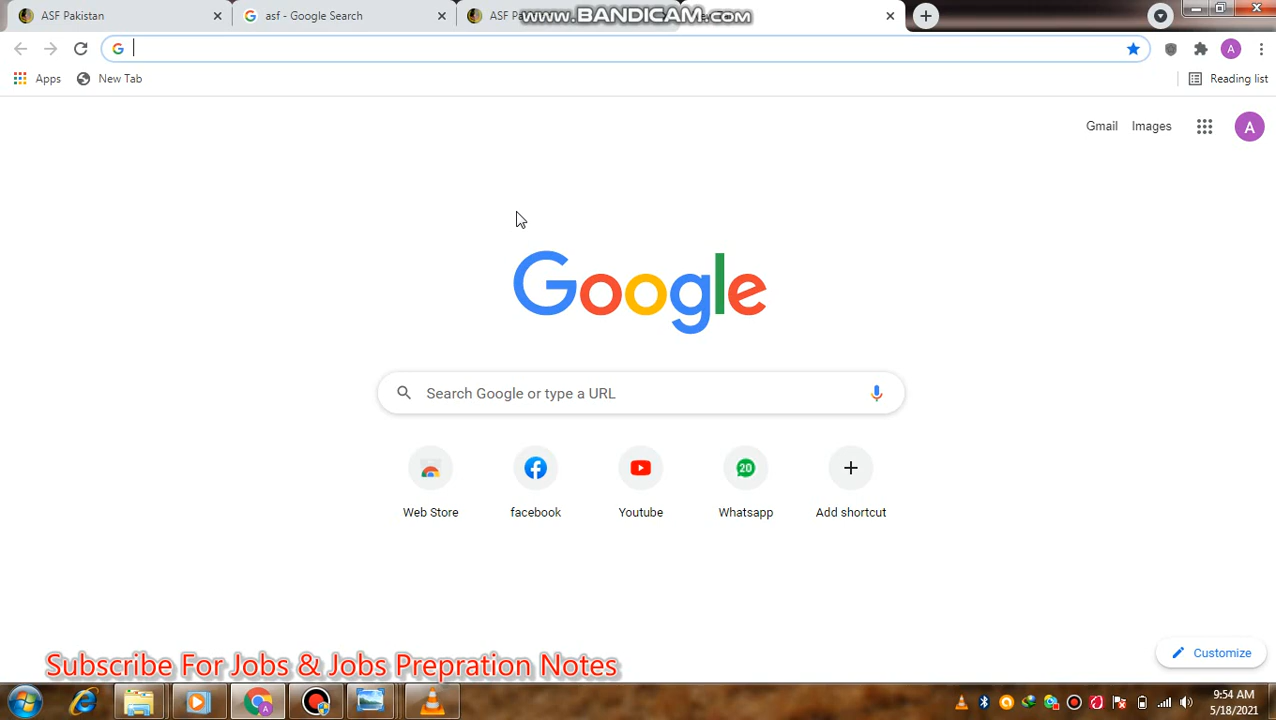 ASF Pakistan
asf - Google Search
ASF P
www.BANDICAM.com
Apps
New Tab
Reading list
A
Gmail
Images
A
Google
Search Google or type a URL
20
Web Store
facebook
Youtube
Whatsapp
Add shortcut
Customize
Subscribe For Jobs & Jobs Prepration Notes
9:54 AM
5/18/2021